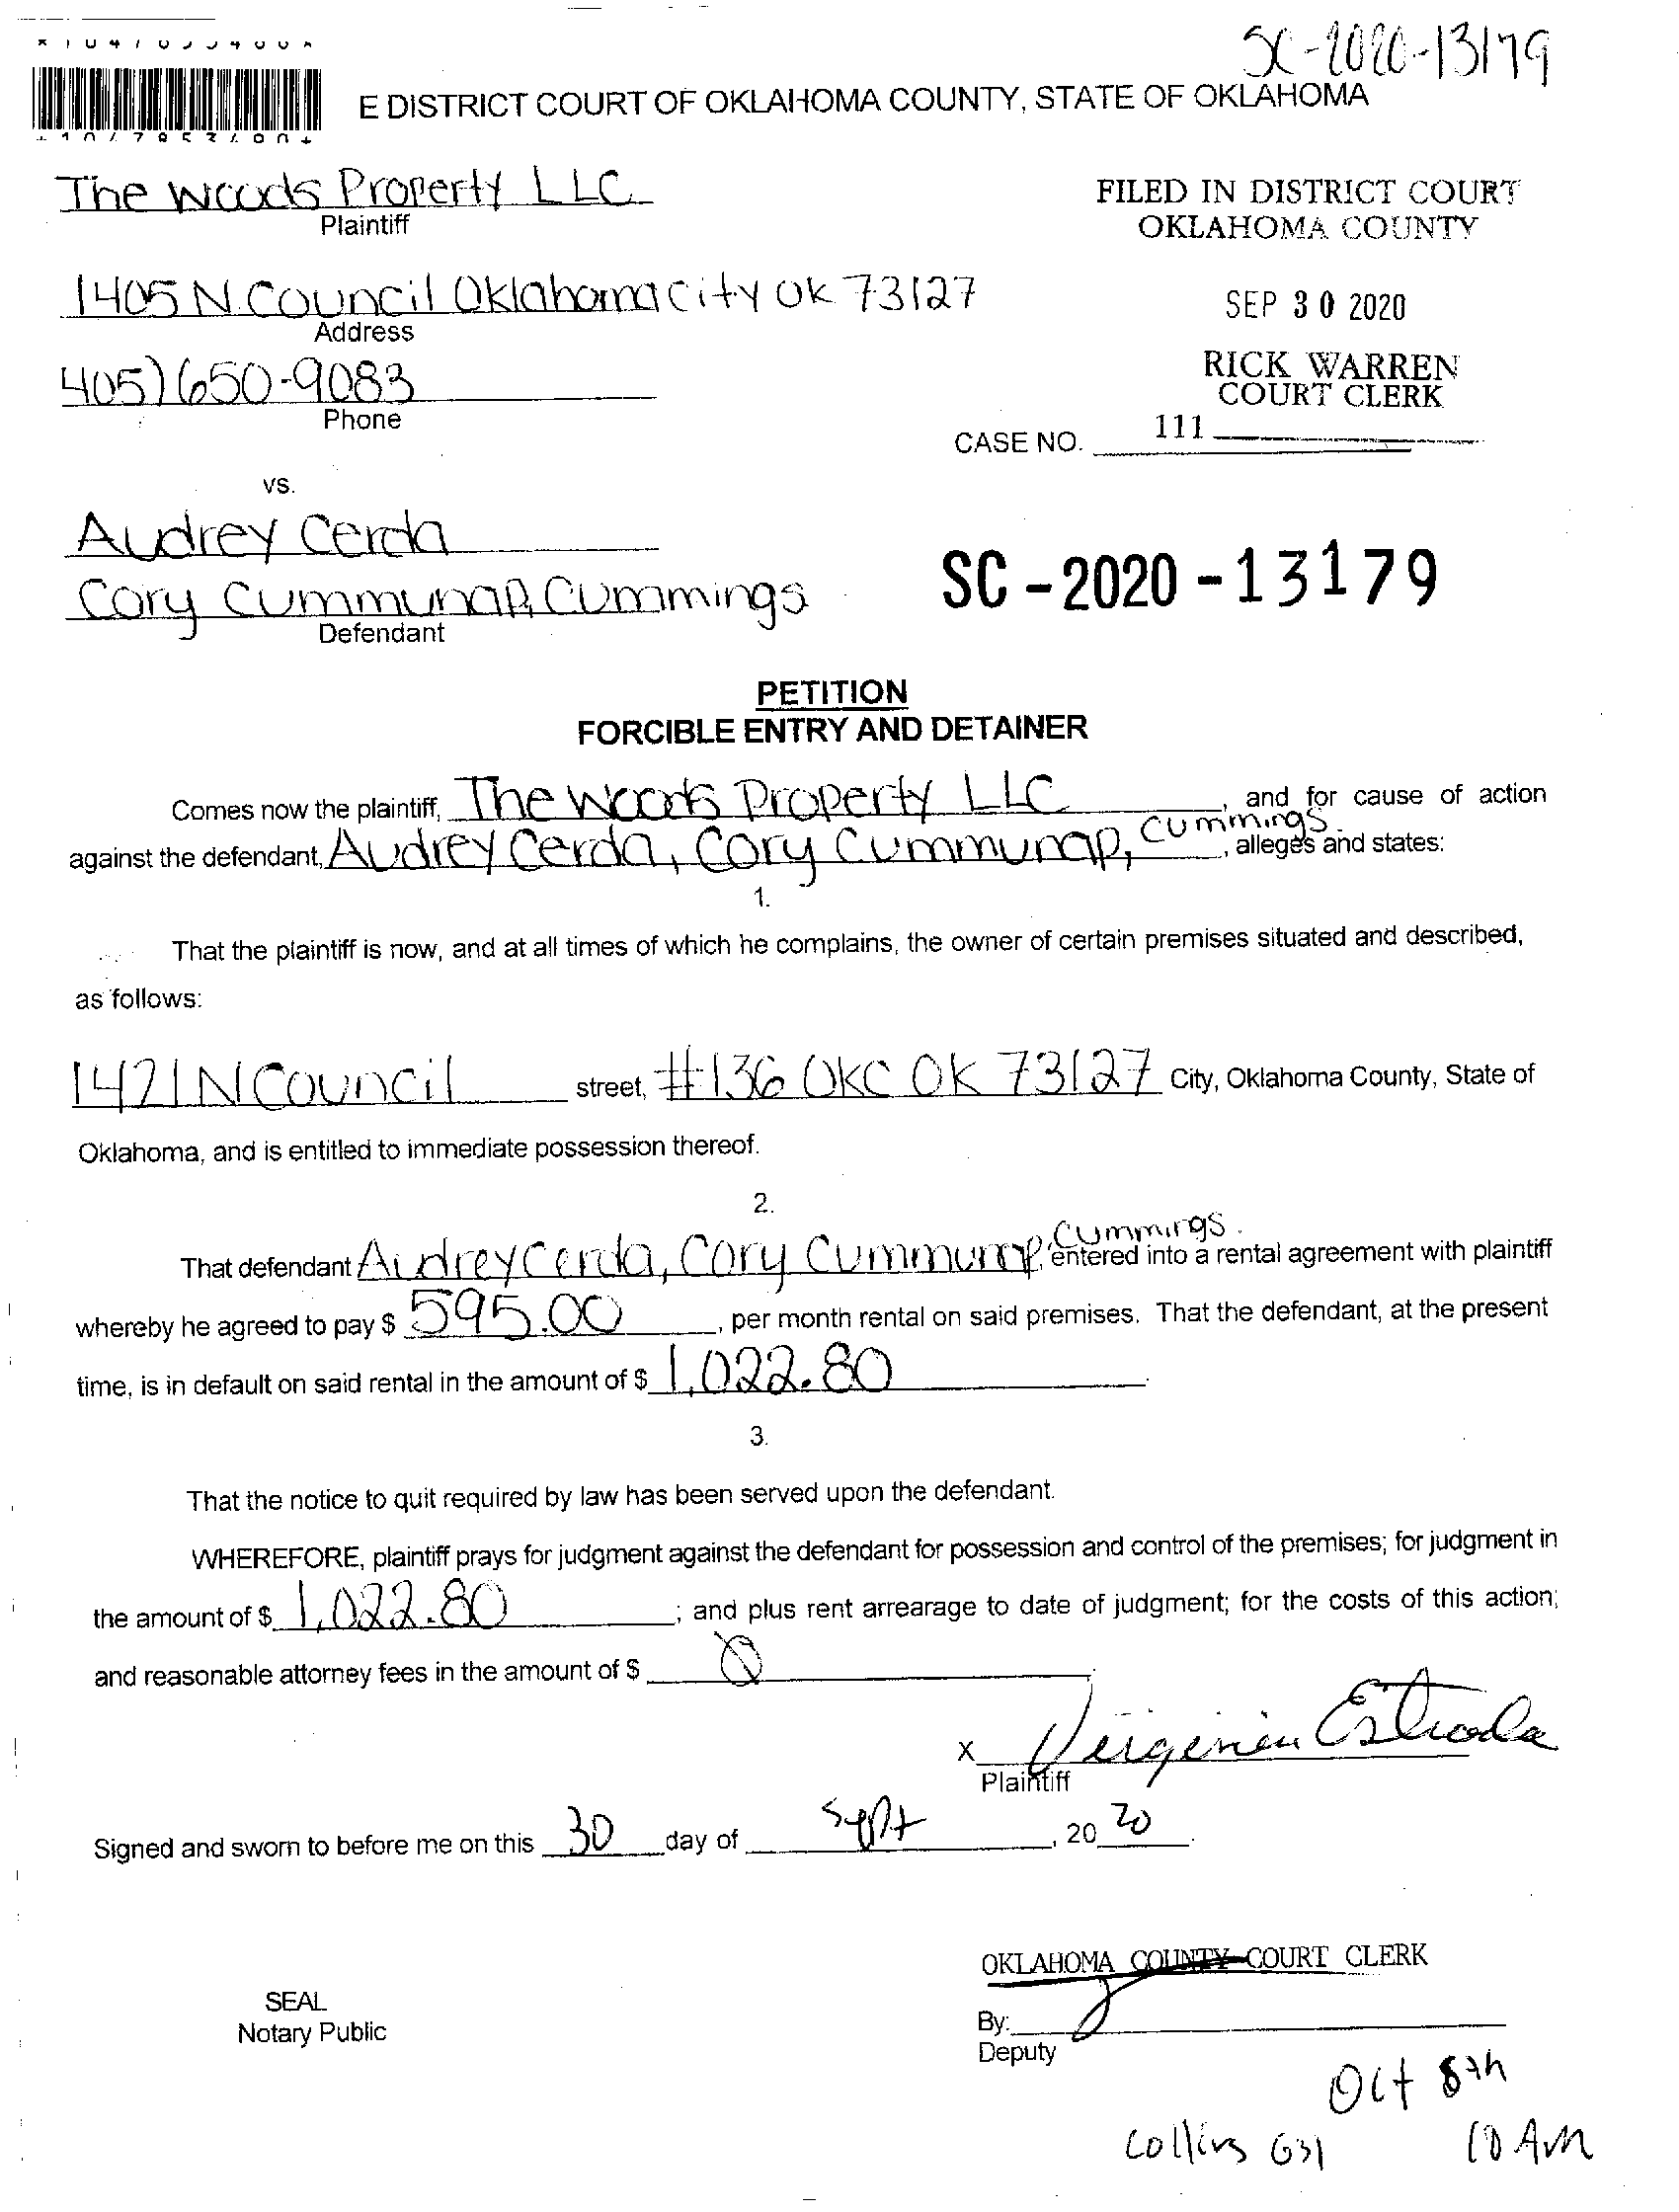 SC-2020-13179
E DISTRICT COURT OF OKLAHOMA COUNTY, STATE OF OKLAHOMA
The Woods Property LLC
Plaintiff
FILED IN DISTRICT COURT
OKLAHOMA COUNTY
1405 N. Council Oklahoma City OK 73127
Address
SEP 30 2020
405) 650-9083
Phone
RICK WARREN
COURT CLERK
CASE NO. 111
vs.
Audrey Cerda
Cory Cummunap, Cummings
Defendant
SC-2020-13179
PETITION
FORCIBLE ENTRY AND DETAINER
Comes now the plaintiff, The Woods Property LLC, and for cause of action
against the defendant, Audrey Cerda, Cory Cummunap, Cummings, alleges and states:
1.
That the plaintiff is now, and at all times of which he complains, the owner of certain premises situated and described,
as follows:
1421 N Council street, #136 OKC OK 73127 City, Oklahoma County, State of
Oklahoma, and is entitled to immediate possession thereof.
2.
That defendant Audrey Cerda, Cory Cummunap, Cummings. entered into a rental agreement with plaintiff
whereby he agreed to pay $ 595.00, per month rental on said premises. That the defendant, at the present
time, is in default on said rental in the amount of $ 1,022.80.
3.
That the notice to quit required by law has been served upon the defendant.
WHEREFORE, plaintiff prays for judgment against the defendant for possession and control of the premises; for judgment in
the amount of $ 1,022.80; and plus rent arrearage to date of judgment; for the costs of this action;
and reasonable attorney fees in the amount of $ 0
X Virgenia Estrada
Plaintiff
Signed and sworn to before me on this 30 day of Sept, 2020.
OKLAHOMA COUNTY COURT CLERK
SEAL
Notary Public
By:
Deputy
Oct 8th
Collins 631 10 AM